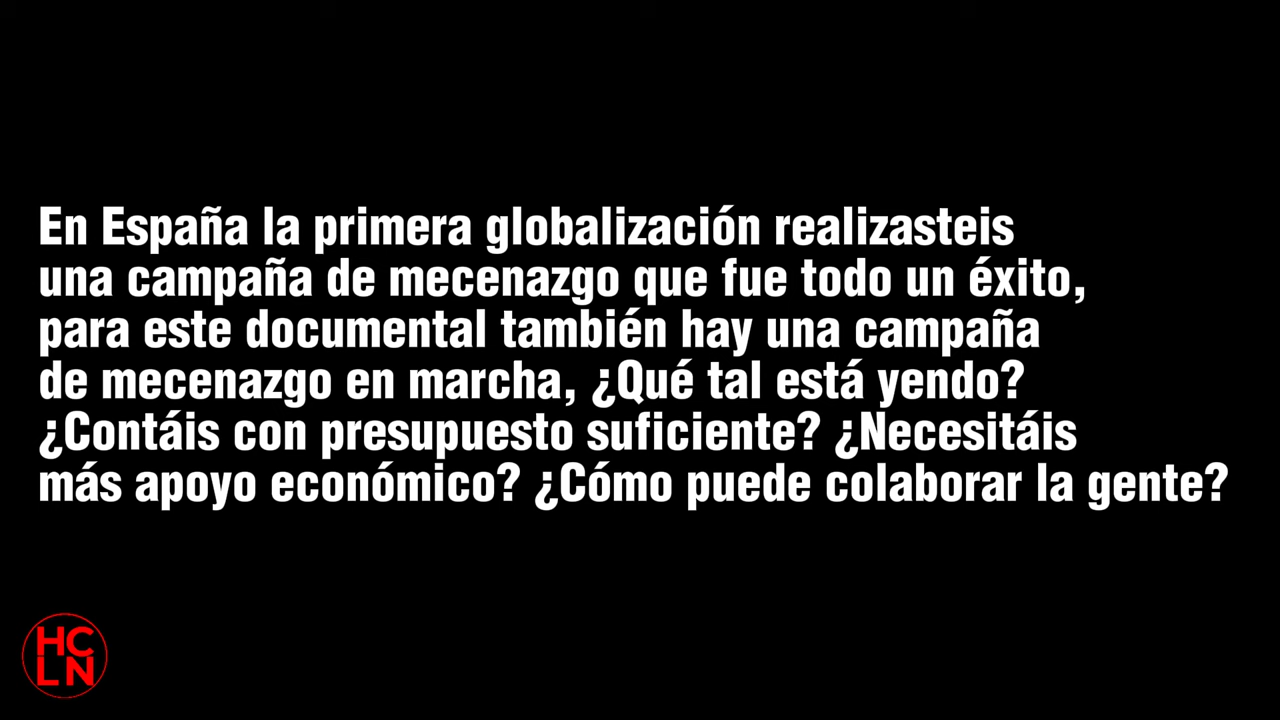 En España la primera globalización realizasteis
una campaña de mecenazgo que fue todo un éxito,
para este documental también hay una campaña
de mecenazgo en marcha, ¿Qué tal está yendo?
¿Contáis con presupuesto suficiente? ¿Necesitáis
más apoyo económico? ¿Cómo puede colaborar la gente?
HC
LN